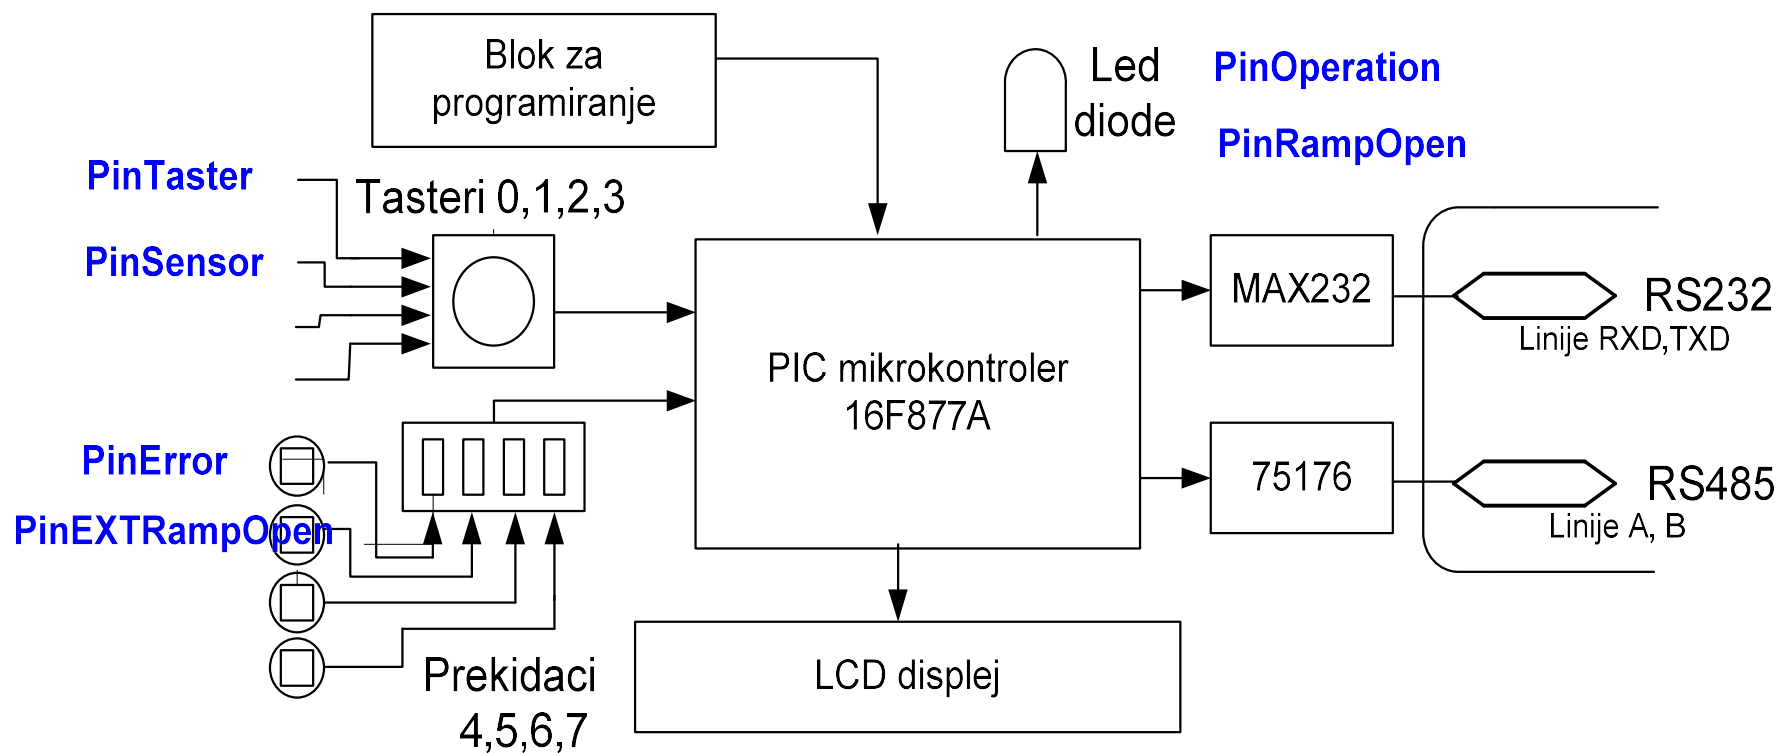 Blok za
programiranje
Led
diode
PinOperation
PinRampOpen
PinTaster
PinSensor
Tasteri 0,1,2,3
MAX232
RS232
Linije RXD,TXD
PIC mikrokontroler
16F877A
PinError
PinEXTRampOpen
75176
RS485
Linije A, B
Prekidaci
4,5,6,7
LCD displej